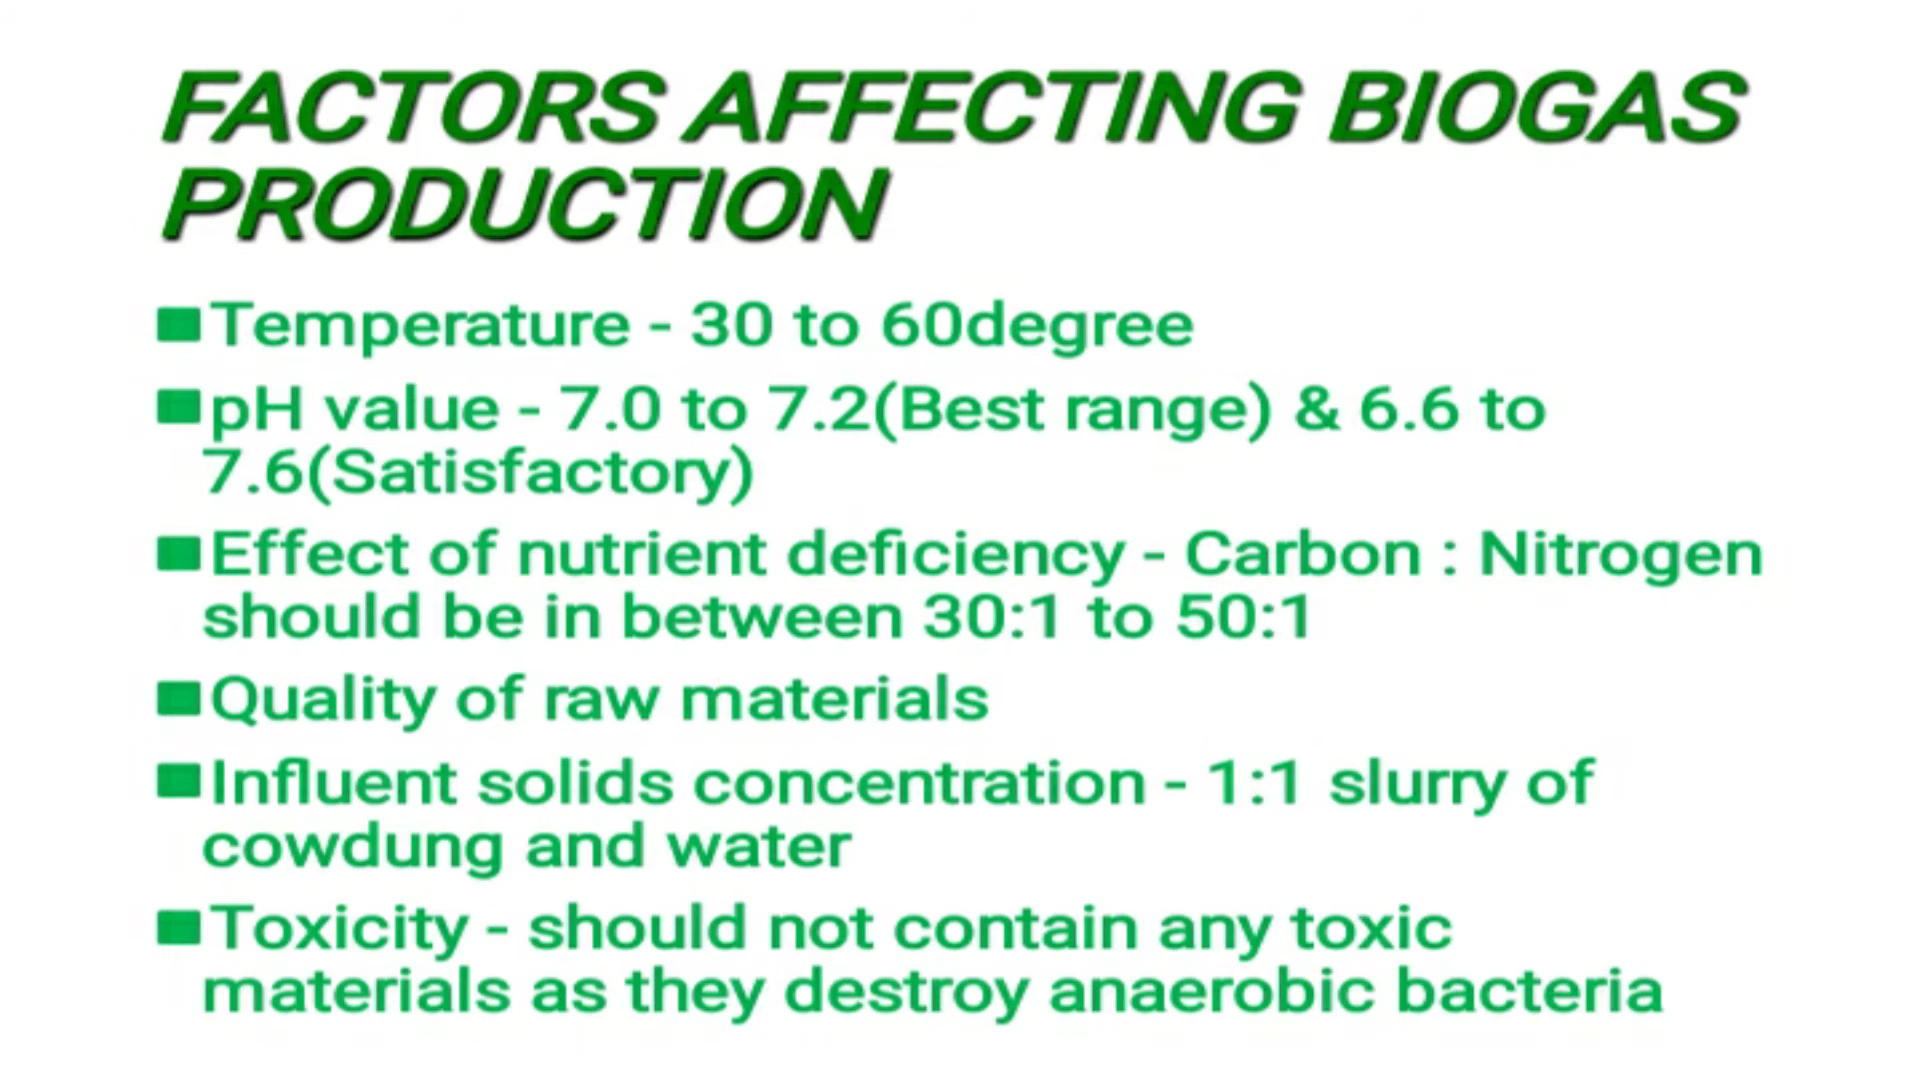 FACTORS AFFECTING BIOGAS
PRODUCTION
Temperature - 30 to 60degree
pH value - 7.0 to 7.2(Best range) & 6.6 to
7.6(Satisfactory)
Effect of nutrient deficiency - Carbon : Nitrogen
should be in between 30:1 to 50:1
Quality of raw materials
Influent solids concentration - 1:1 slurry of
cowdung and water
Toxicity - should not contain any toxic
materials as they destroy anaerobic bacteria